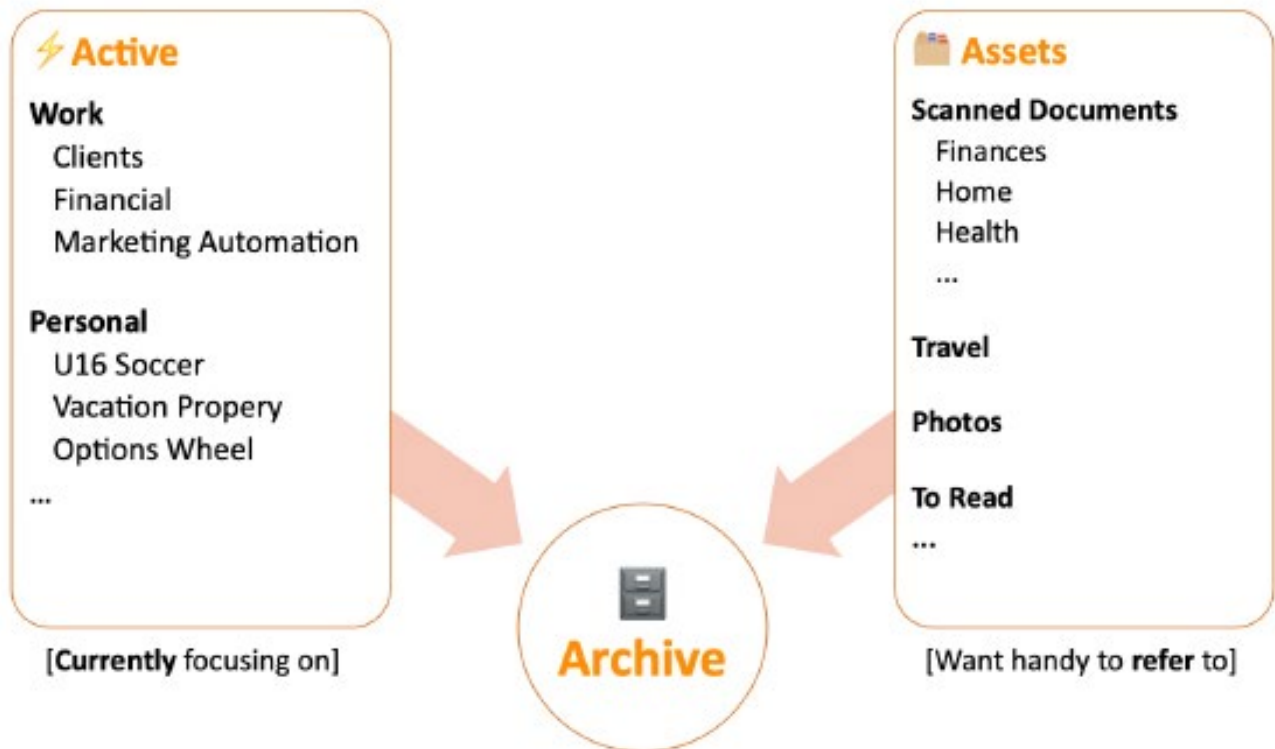 ⚡Active
Work
Clients
Financial
Marketing Automation
Personal
U16 Soccer
Vacation Propery
Options Wheel
...
[Currently focusing on]
Assets
Scanned Documents
Finances
Home
Health
...
Travel
Photos
To Read
...
[Want handy to refer to]
Archive